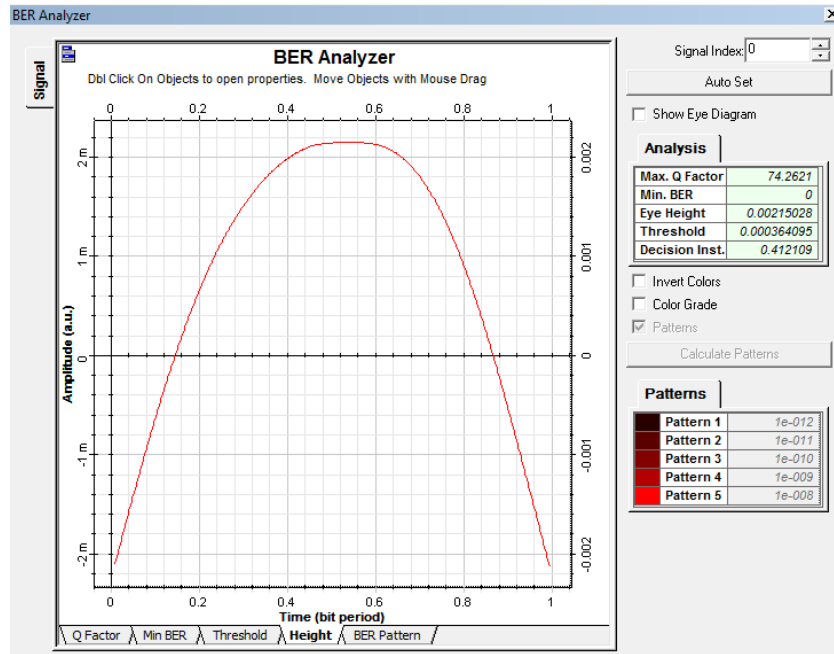 BER Analyzer
Signal
BER Analyzer
Dbl Click On Objects to open properties. Move Objects with Mouse Drag
0 0.2 0.4 0.6 0.8 1
2 m
1 m
0
-1 m
-2 m
Amplitude (a.u.)
0.002
0.001
0
-0.001
-0.002
0 0.2 0.4 0.6 0.8 1
Time (bit period)
Q Factor Min BER Threshold Height BER Pattern
Signal Index: 0
Auto Set
Show Eye Diagram
Analysis
Max. Q Factor 74.2621
Min. BER 0
Eye Height 0.00215028
Threshold 0.000364095
Decision Inst. 0.412109
Invert Colors
Color Grade
Patterns
Calculate Patterns
Patterns
Pattern 1 1e-012
Pattern 2 1e-011
Pattern 3 1e-010
Pattern 4 1e-009
Pattern 5 1e-008